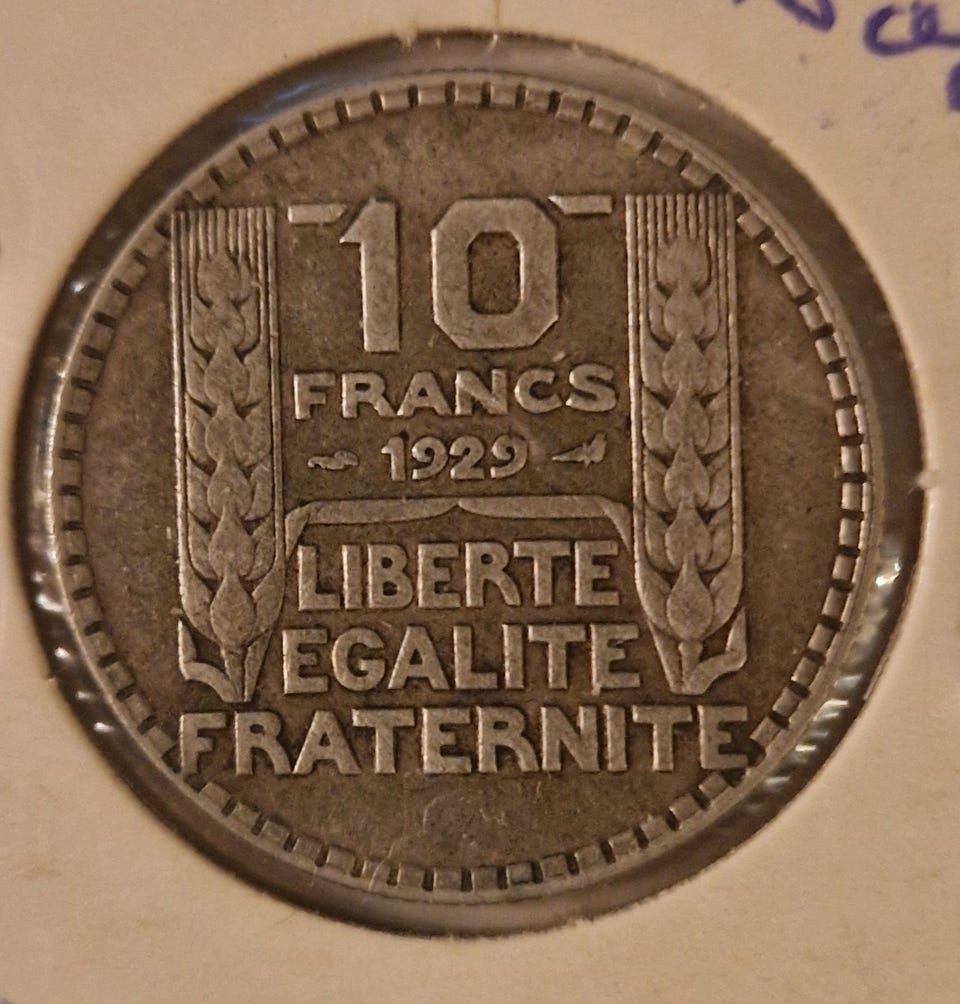 10
FRANCS
1929
LIBERTE
EGALITE
FRATERNITE